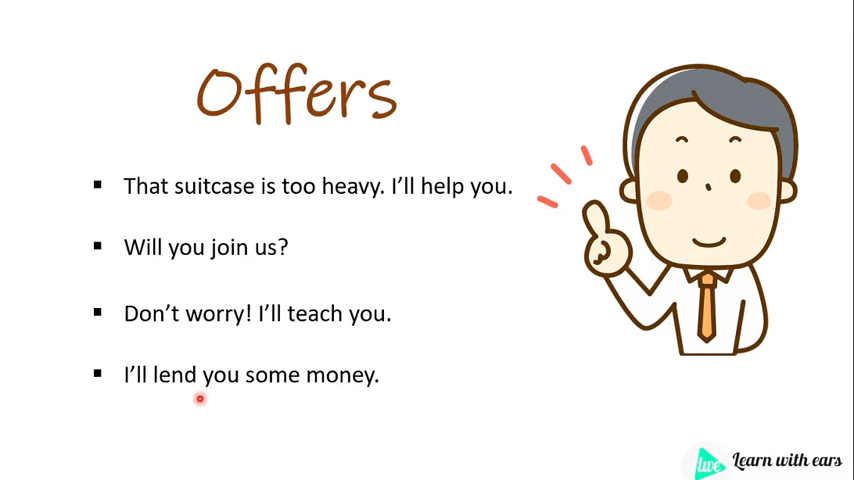 Offers
▪ That suitcase is too heavy. I'll help you.
▪ Will you join us?
▪ Don't worry! I'll teach you.
▪ I'll lend you some money.
live
Learn with ears